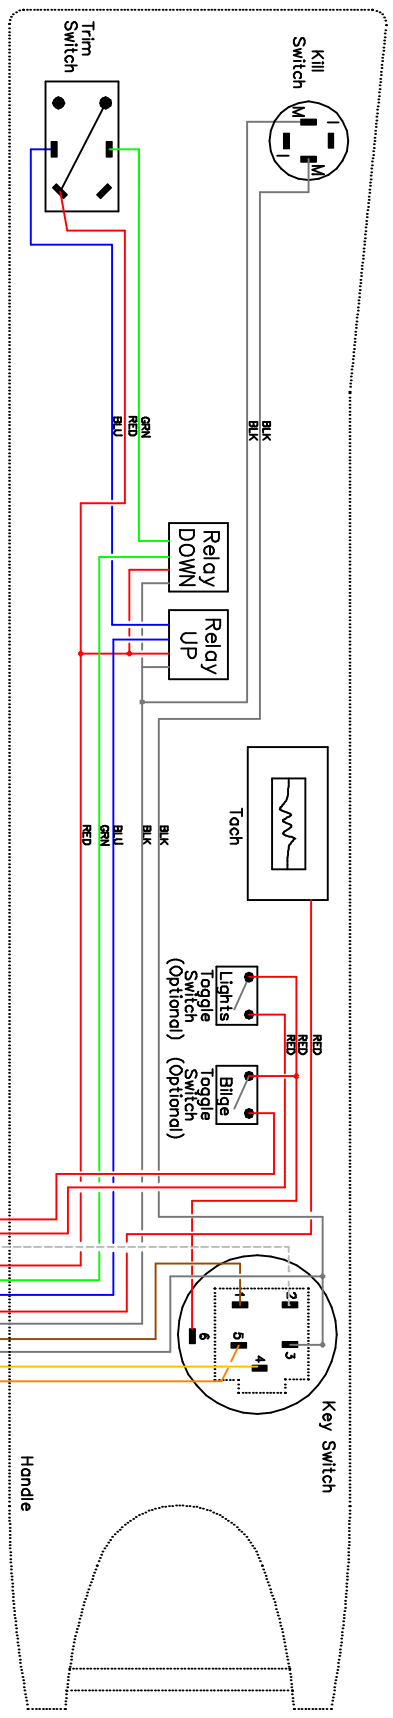 Trim
Switch
Kill
Switch
M
I
I
M
BLU
RED
GRN
BLK
BLK
Relay
DOWN
Relay
UP
RED
GRN
BLU
BLK
BLK
Tach
Lights
Toggle
Switch
(Optional)
RED
RED
RED
Bilge
Toggle
Switch
(Optional)
1
2
6
5
4
3
Key Switch
Handle